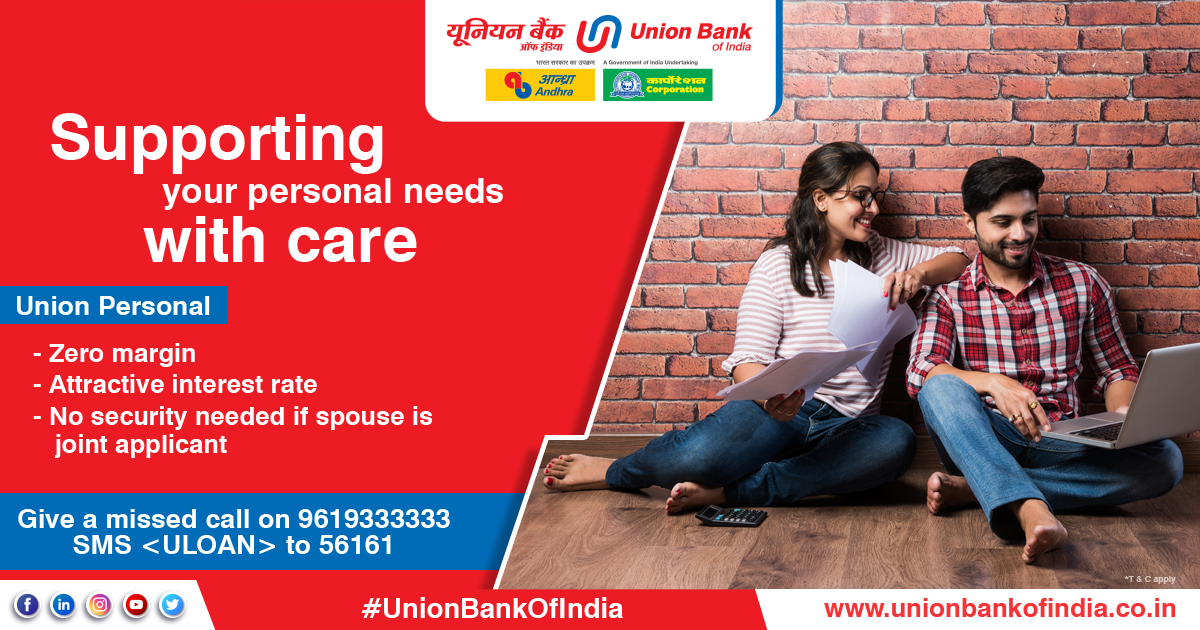 यूनियन बैंक
ऑफ इंडिया
Union Bank
of India
भारत सरकार का उपक्रम A Government of India Undertaking
आन्ध्रा
Andhra
कार्पोरेशन
Corporation
Supporting
your personal needs
with care
Union Personal
- Zero margin
- Attractive interest rate
- No security needed if spouse is
joint applicant
Give a missed call on 9619333333
SMS <ULOAN> to 56161
*T & C apply
#UnionBankOfIndia
www.unionbankofindia.co.in